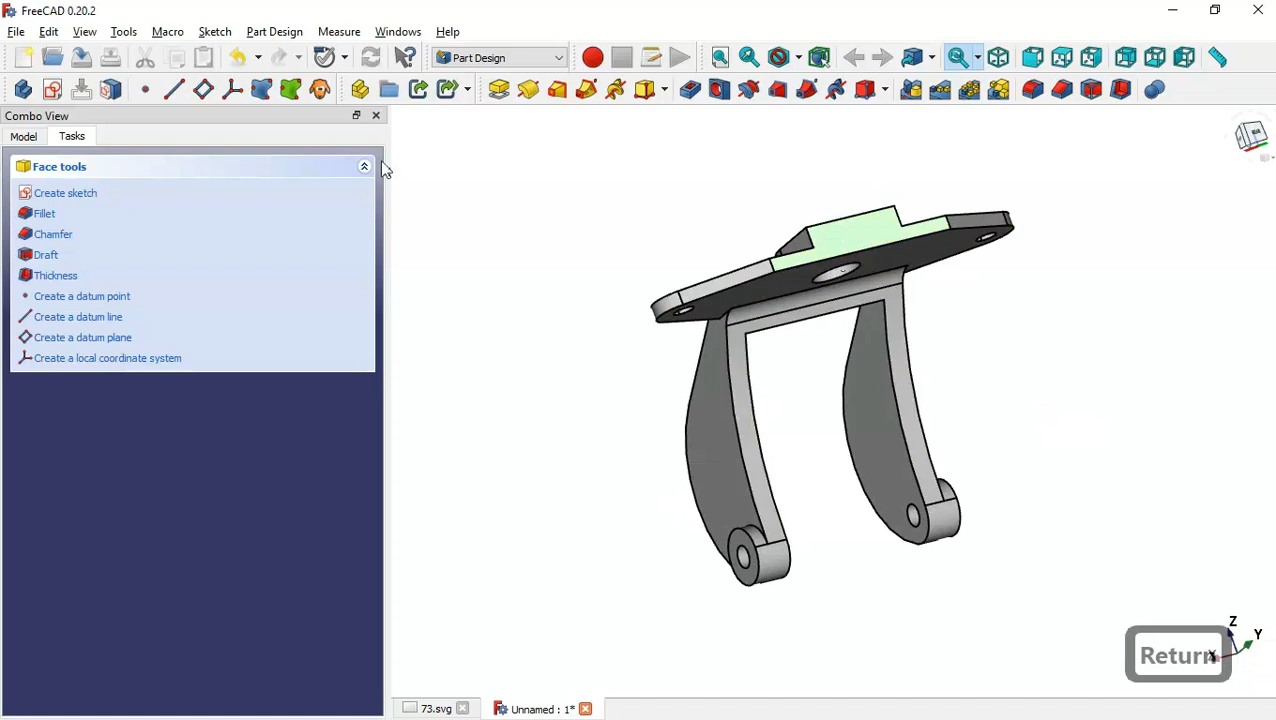 FreeCAD 0.20.2
File Edit View Tools Macro Sketch Part Design Measure Windows Help
Part Design
Combo View
Model Tasks
Face tools
Create sketch
Fillet
Chamfer
Draft
Thickness
Create a datum point
Create a datum line
Create a datum plane
Create a local coordinate system
Z
Y
X
Return
73.svg Unnamed : 1*